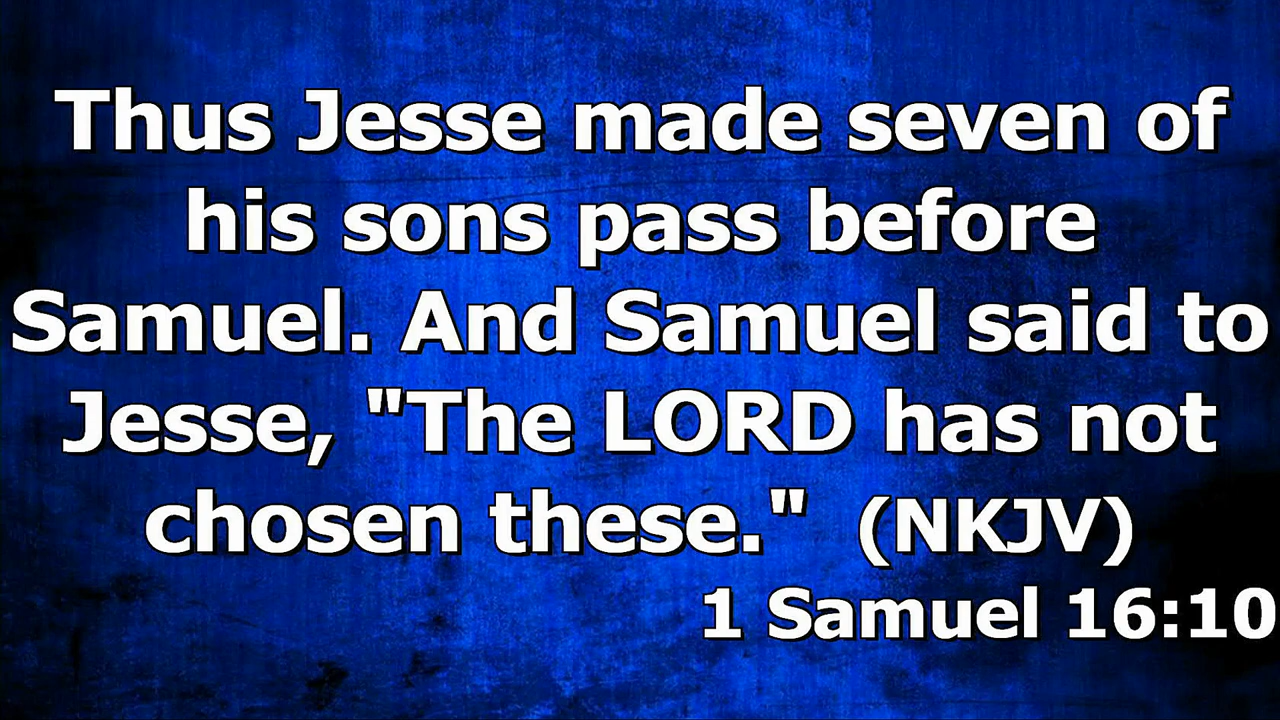 Thus Jesse made seven of
his sons pass before
Samuel. And Samuel said to
Jesse, "The LORD has not
chosen these."  (NKJV)
1 Samuel 16:10